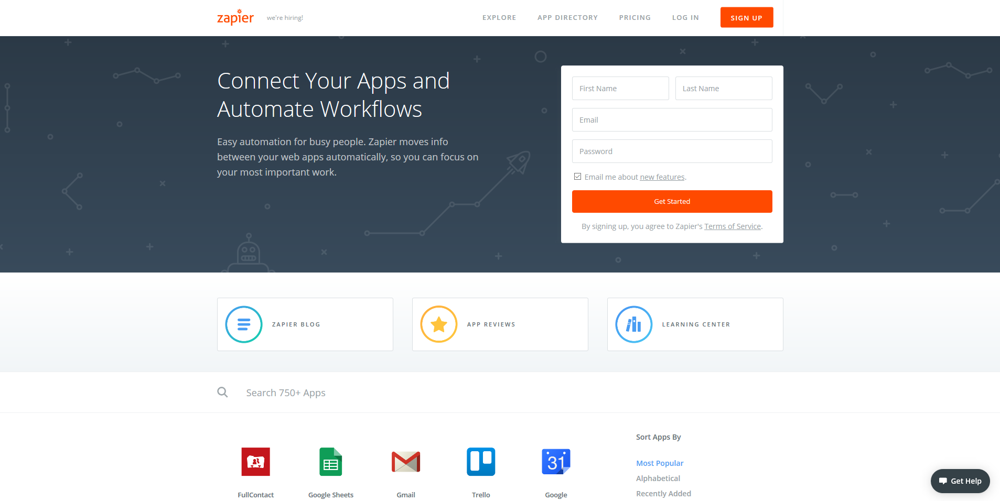 zapier
we're hiring!
EXPLORE
APP DIRECTORY
PRICING
LOG IN
SIGN UP
Connect Your Apps and
Automate Workflows
Easy automation for busy people. Zapier moves info
between your web apps automatically, so you can focus on
your most important work.
First Name
Last Name
Email
Password
Email me about new features.
Get Started
By signing up, you agree to Zapier's Terms of Service.
ZAPIER BLOG
APP REVIEWS
LEARNING CENTER
Search 750+ Apps
31
FullContact
Google Sheets
Gmail
Trello
Google
Sort Apps By
Most Popular
Alphabetical
Recently Added
Get Help